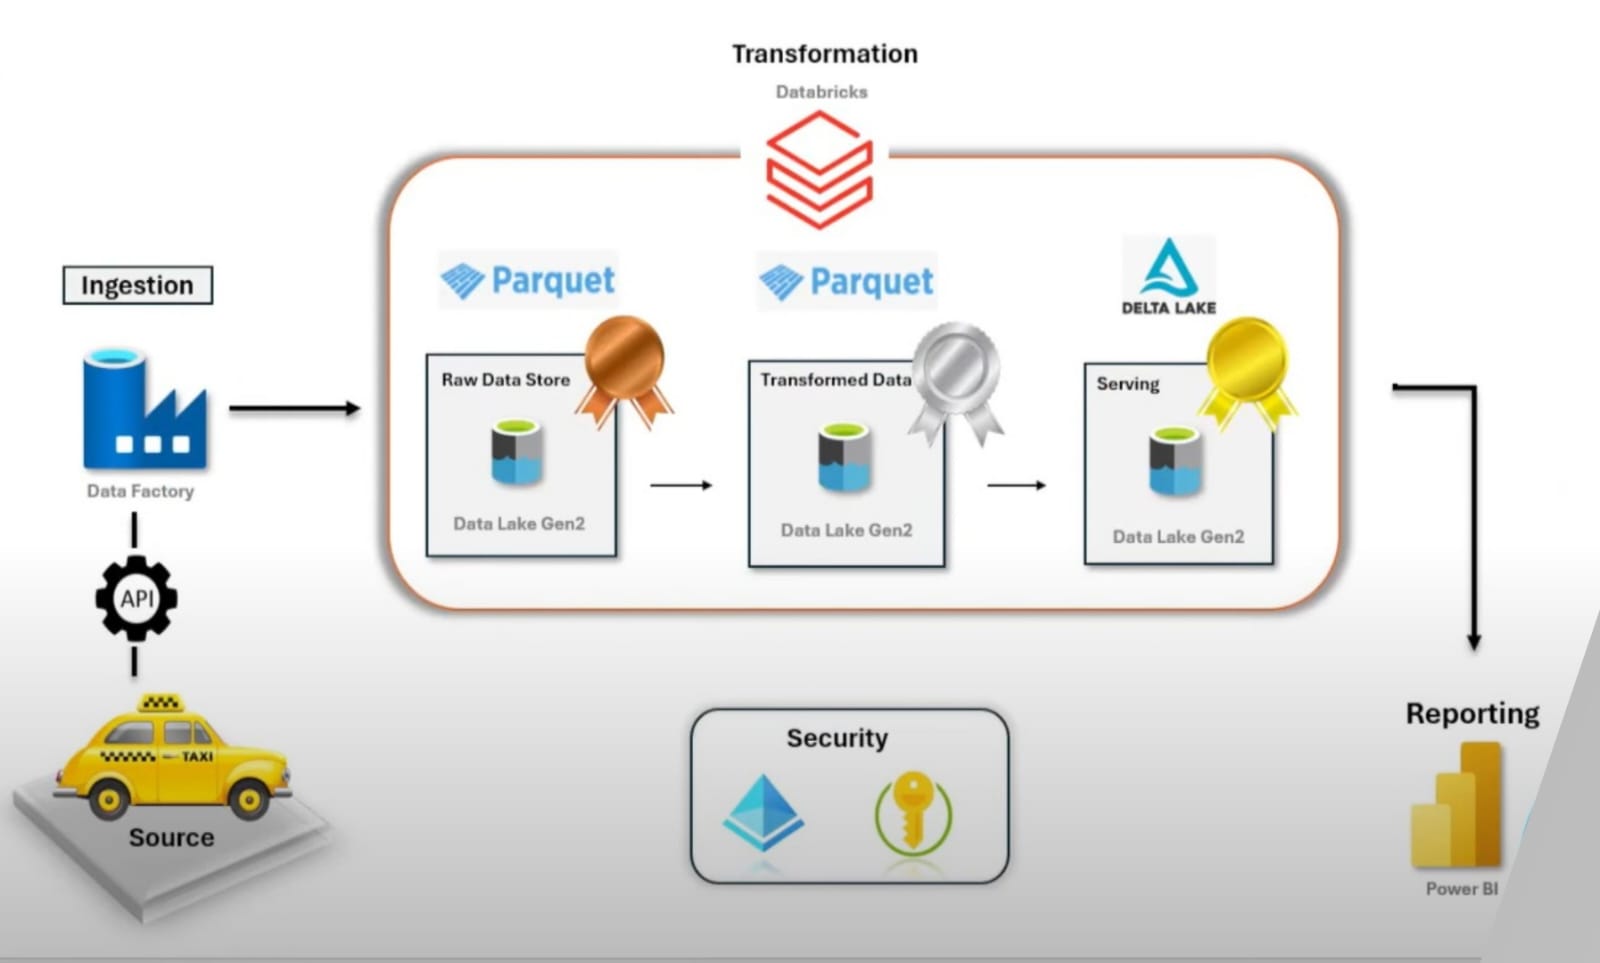 Transformation
Databricks
Parquet
Parquet
DELTA LAKE
Ingestion
Raw Data Store
Transformed Data
Serving
Data Factory
Data Lake Gen2
Data Lake Gen2
Data Lake Gen2
API
TAXI
Source
Security
Reporting
Power BI